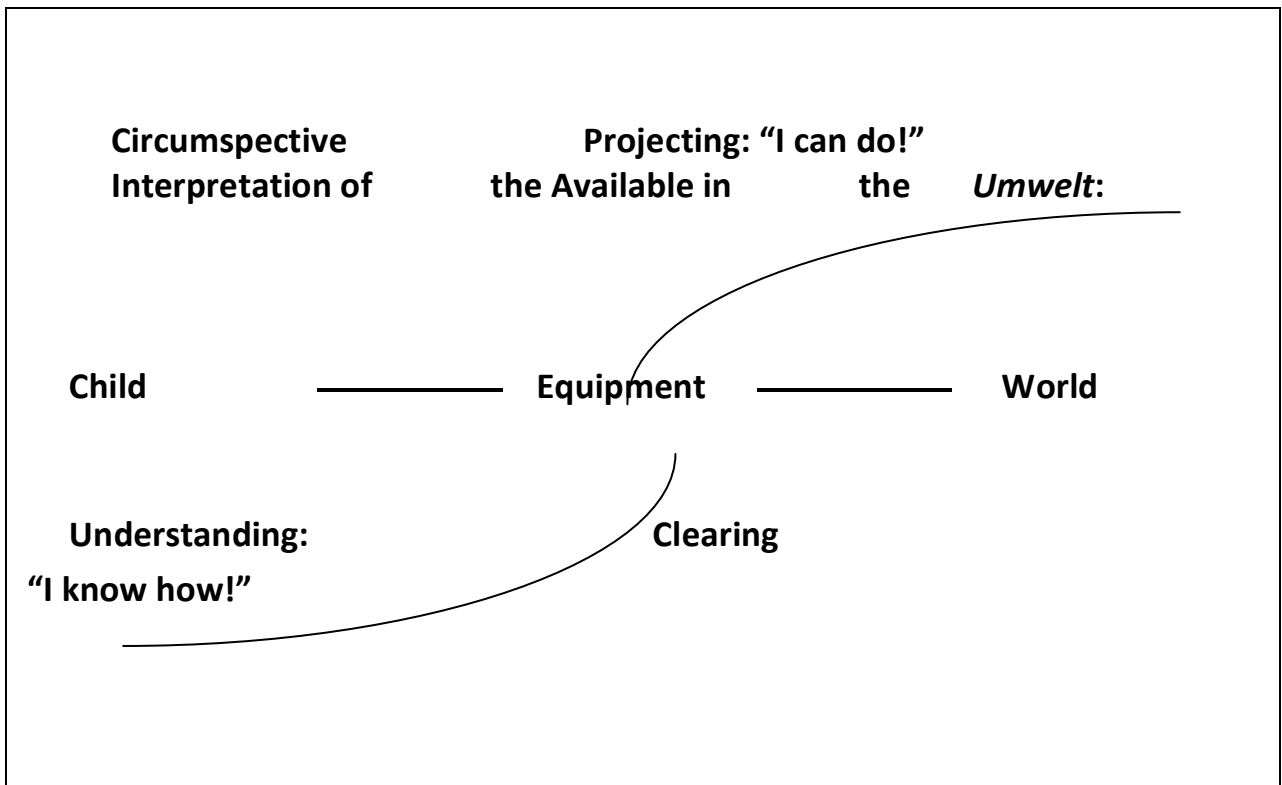 Circumspective Projecting: “I can do!”
Interpretation of the Available in the Umwelt:
Child Equipment World
Understanding: Clearing
“I know how!”